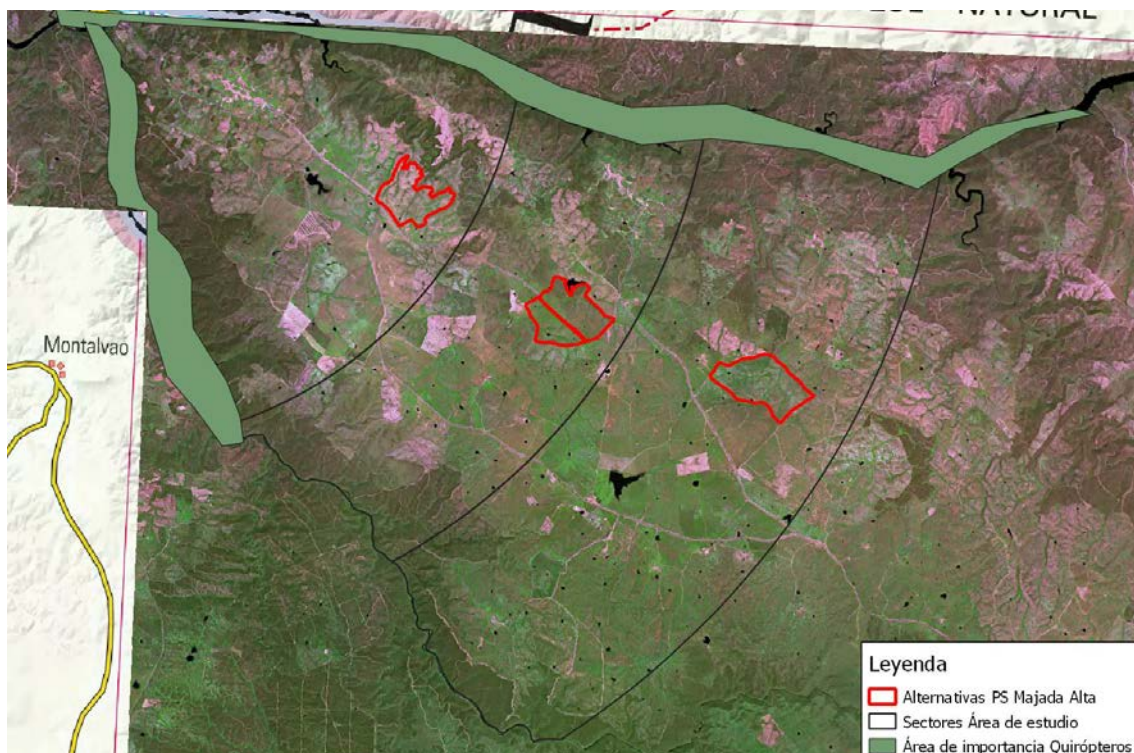 NATURAL
Montalvao
Leyenda
Alternativas PS Majada Alta
Sectores Área de estudio
Área de importancia Quirópteros